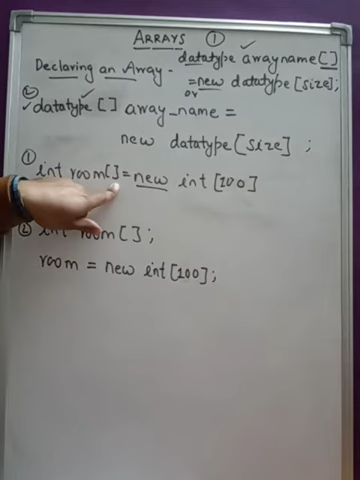 ARRAYS ①
Declaring an Array - datatype arrayname[]
=new datatype[size];
or
② datatype[] array_name =
new datatype[size] ;
① int room[]=new int[100]
② int room[];
room = new int[100];